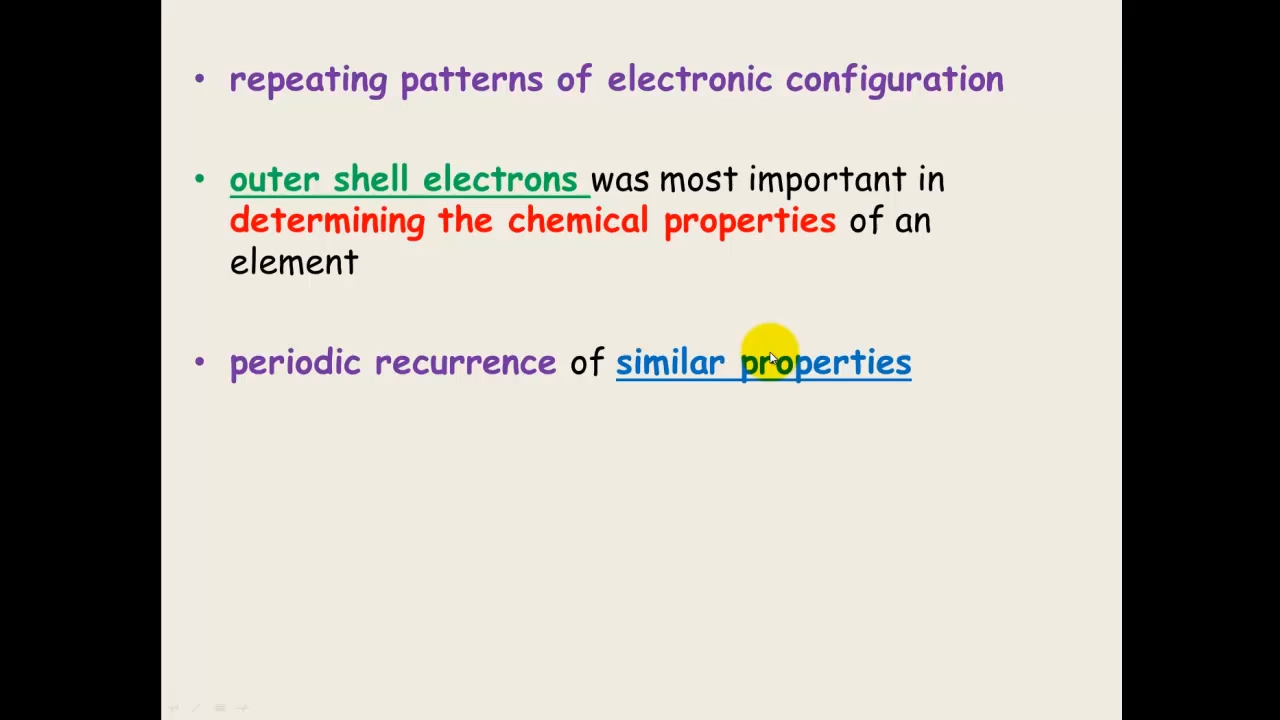 • repeating patterns of electronic configuration
• outer shell electrons was most important in
determining the chemical properties of an
element
• periodic recurrence of similar properties